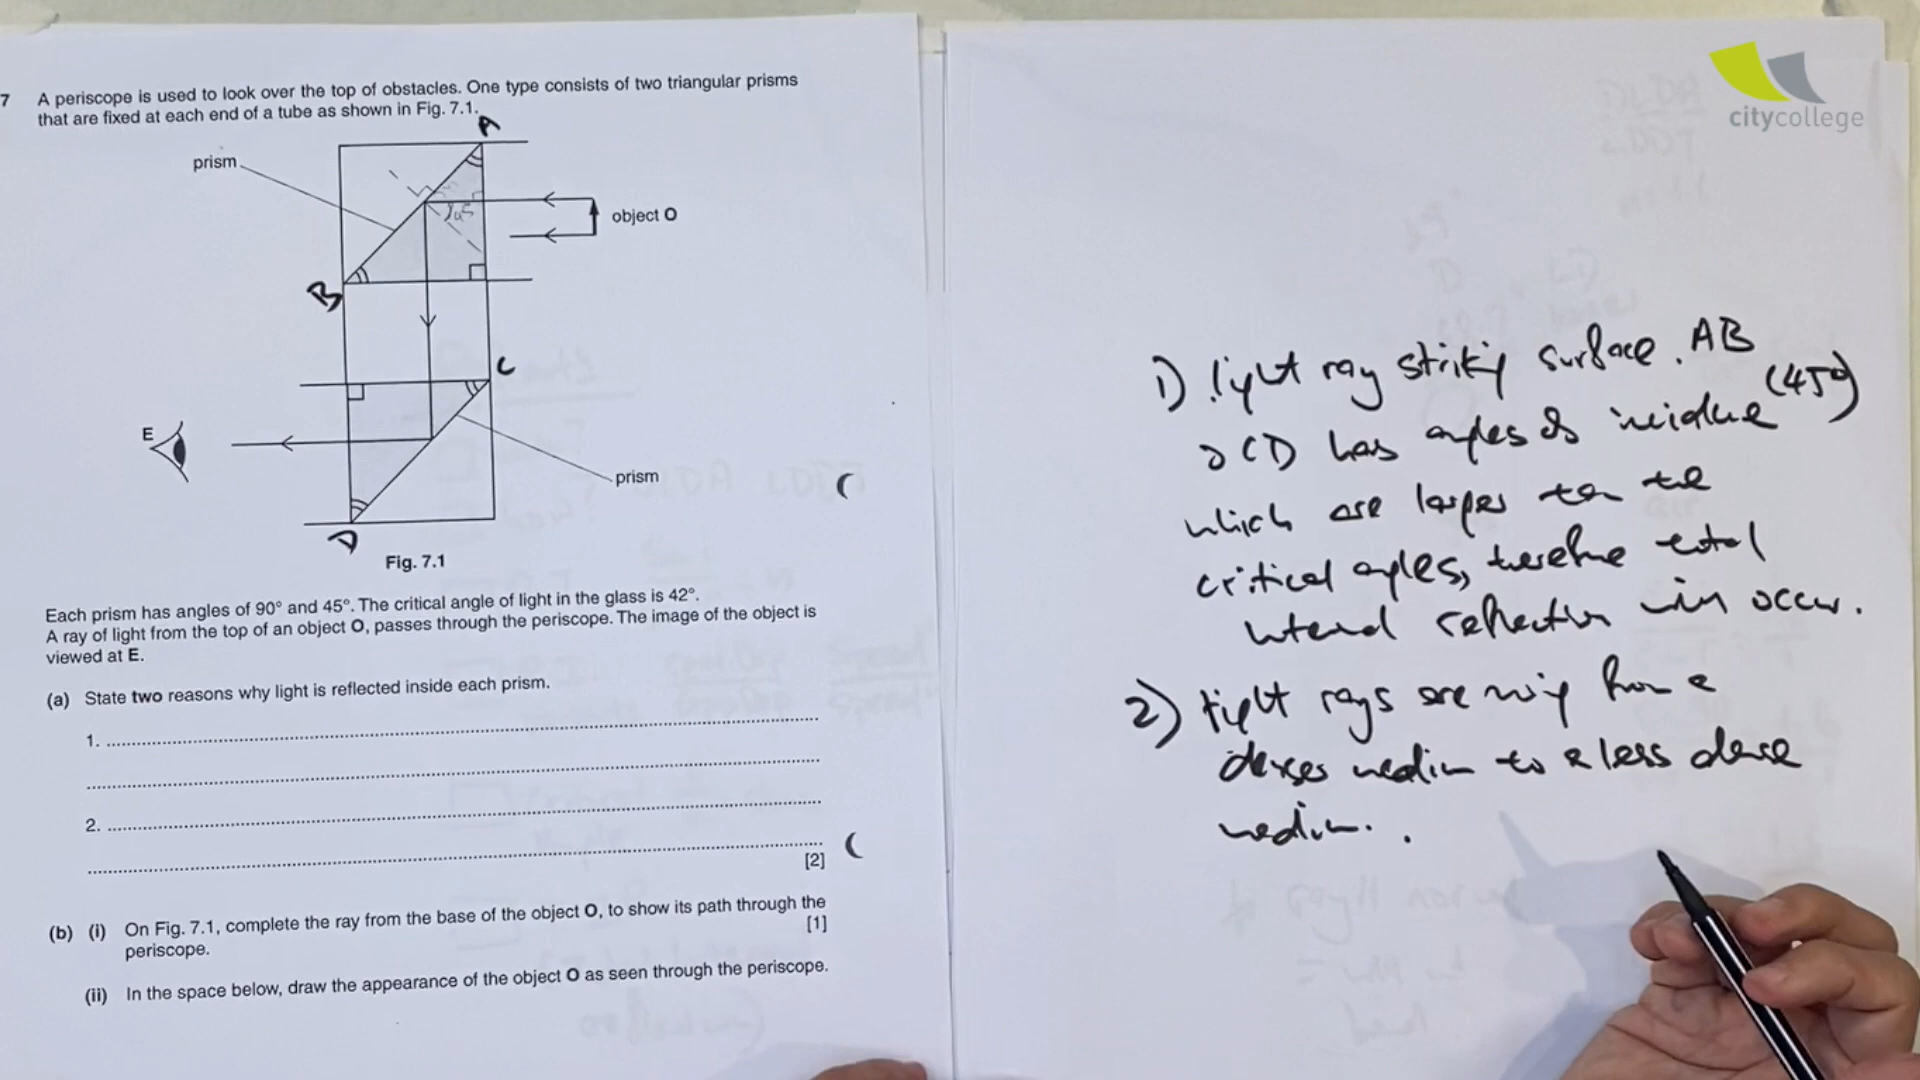 citycollege
7 A periscope is used to look over the top of obstacles. One type consists of two triangular prisms
that are fixed at each end of a tube as shown in Fig. 7.1.
A
prism
45
object O
B
C
E
prism
D
Fig. 7.1
Each prism has angles of 90° and 45°. The critical angle of light in the glass is 42°.
A ray of light from the top of an object O, passes through the periscope. The image of the object is
viewed at E.
(a) State two reasons why light is reflected inside each prism.
1.
2.
[2]
(b) (i) On Fig. 7.1, complete the ray from the base of the object O, to show its path through the
periscope.
[1]
(ii) In the space below, draw the appearance of the object O as seen through the periscope.
1) light ray striking surface. AB
CD has angles of incidence (45°)
which are larger than the
critical angles, therefore total
internal reflection will occur.
2) light rays are moving from a
denser medium to a less dense
medium.